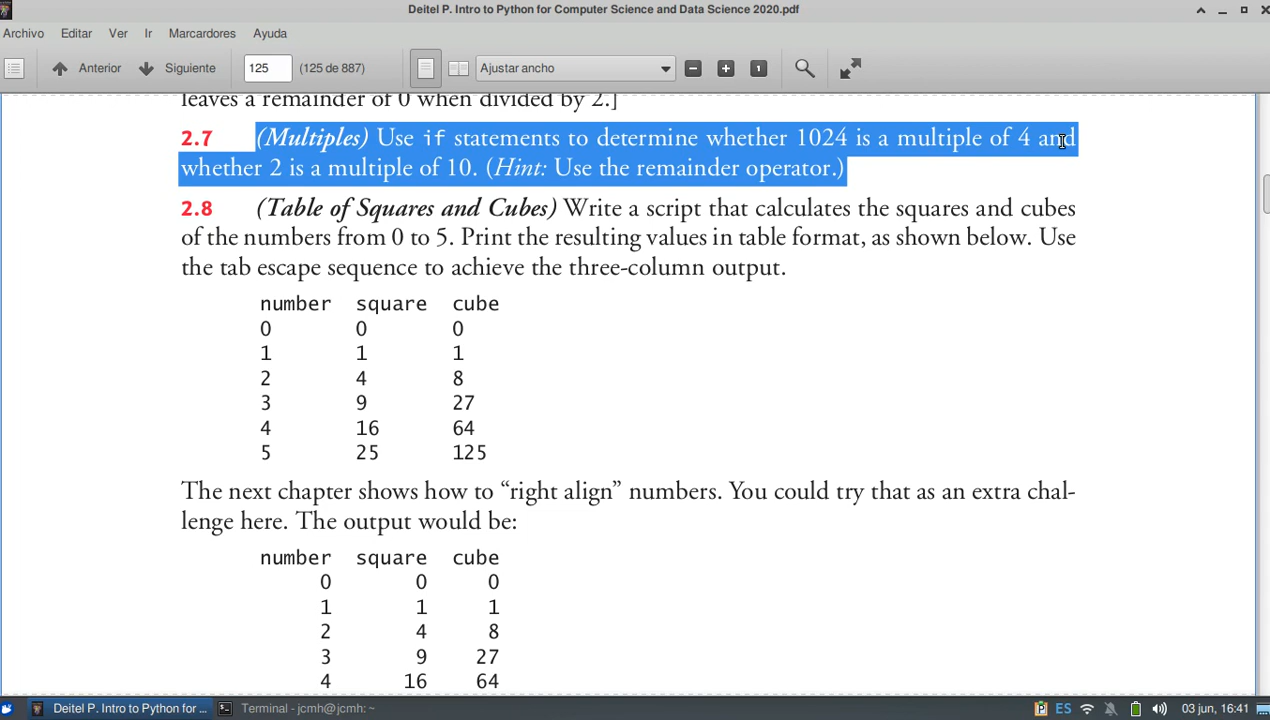 Deitel P. Intro to Python for Computer Science and Data Science 2020.pdf
Archivo Editar Ver Ir Marcadores Ayuda
Anterior Siguiente 125 (125 de 887) Ajustar ancho
leaves a remainder of 0 when divided by 2.]
2.7 (Multiples) Use if statements to determine whether 1024 is a multiple of 4 and
whether 2 is a multiple of 10. (Hint: Use the remainder operator.)
2.8 (Table of Squares and Cubes) Write a script that calculates the squares and cubes
of the numbers from 0 to 5. Print the resulting values in table format, as shown below. Use
the tab escape sequence to achieve the three-column output.
number square cube
0 0 0
1 1 1
2 4 8
3 9 27
4 16 64
5 25 125
The next chapter shows how to “right align” numbers. You could try that as an extra chal-
lenge here. The output would be:
number square cube
0 0 0
1 1 1
2 4 8
3 9 27
4 16 64
Deitel P. Intro to Python for ... Terminal - jcmh@jcmh: ~ ES 03 jun, 16:41